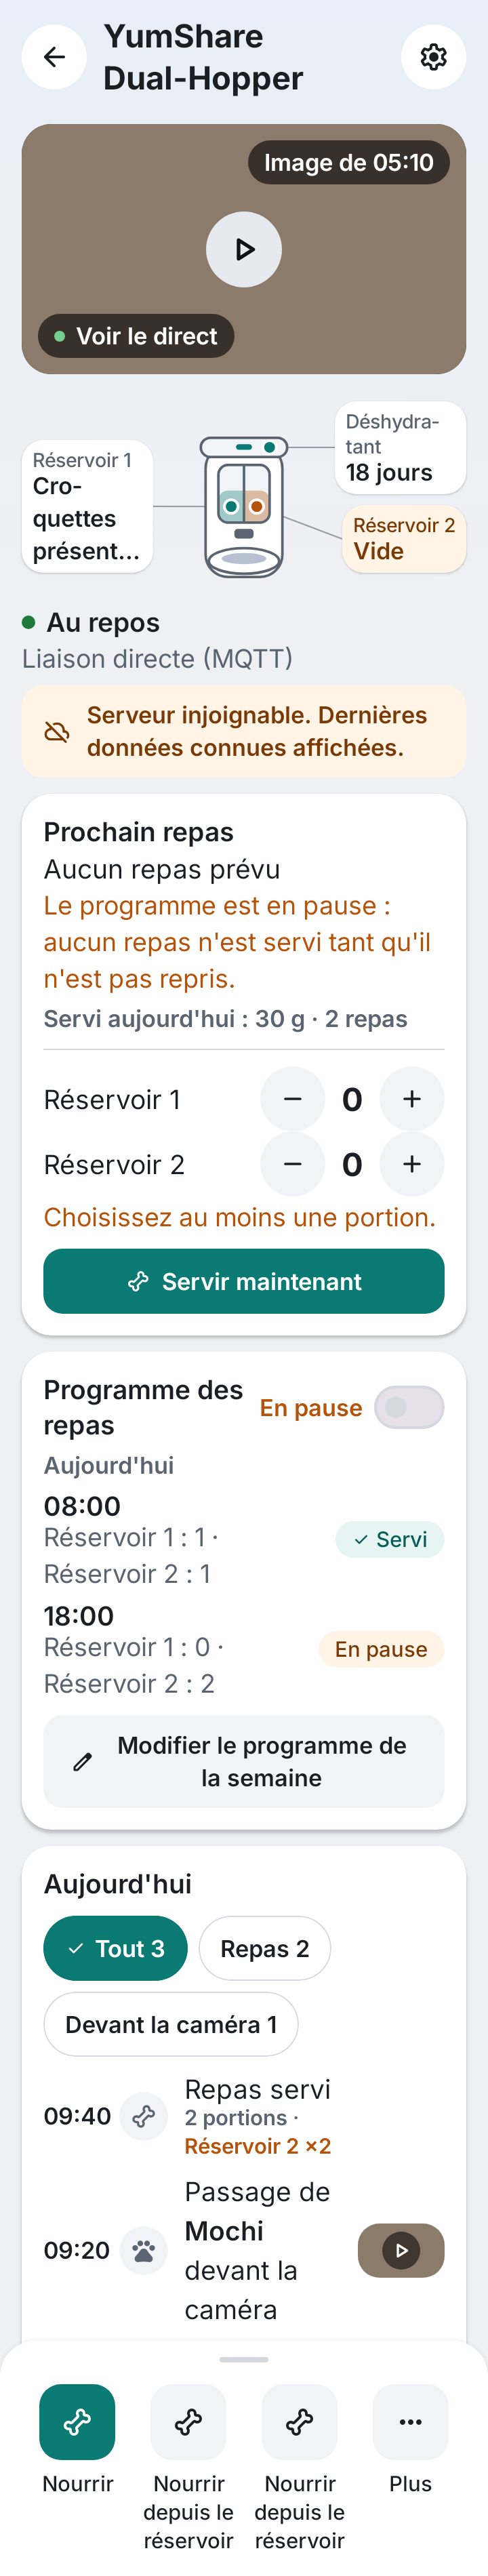 YumShare
Dual-Hopper
Image de 05:10
Voir le direct
Déshydra-
tant
18 jours
Réservoir 1
Cro-
quettes
présent…
Réservoir 2
Vide
Au repos
Liaison directe (MQTT)
Serveur injoignable. Dernières
données connues affichées.
Prochain repas
Aucun repas prévu
Le programme est en pause :
aucun repas n'est servi tant qu'il
n'est pas repris.
Servi aujourd'hui : 30 g · 2 repas
Réservoir 1 − 0 +
Réservoir 2 − 0 +
Choisissez au moins une portion.
Servir maintenant
Programme des
repas
En pause
Aujourd'hui
08:00
Réservoir 1 : 1 ·
Réservoir 2 : 1
Servi
18:00
Réservoir 1 : 0 ·
Réservoir 2 : 2
En pause
Modifier le programme de
la semaine
Aujourd'hui
Tout 3
Repas 2
Devant la caméra 1
09:40
Repas servi
2 portions ·
Réservoir 2 ×2
09:20
Passage de
Mochi
devant la
caméra
Nourrir
Nourrir
depuis le
réservoir
Nourrir
depuis le
réservoir
Plus